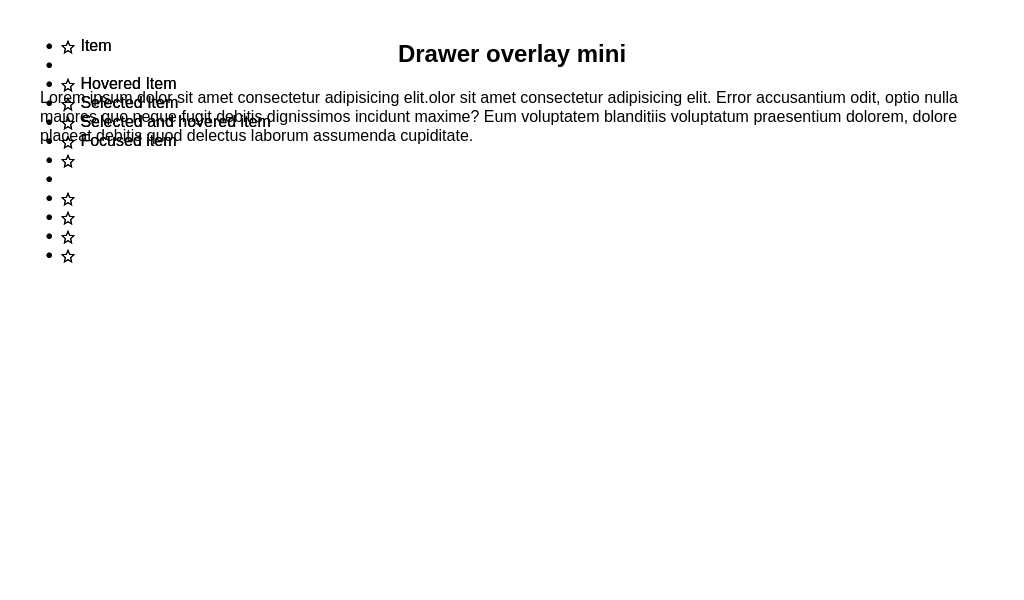 Item
Drawer overlay mini
Hovered Item
Lorem ipsum dolor sit amet consectetur adipisicing elit.olor sit amet consectetur adipisicing elit. Error accusantium odit, optio nulla
Selected Item
maiores quo neque fugit debitis dignissimos incidunt maxime? Eum voluptatem blanditiis voluptatum praesentium dolorem, dolore
Selected and hovered item
placeat debitis quod delectus laborum assumenda cupiditate.
Focused item